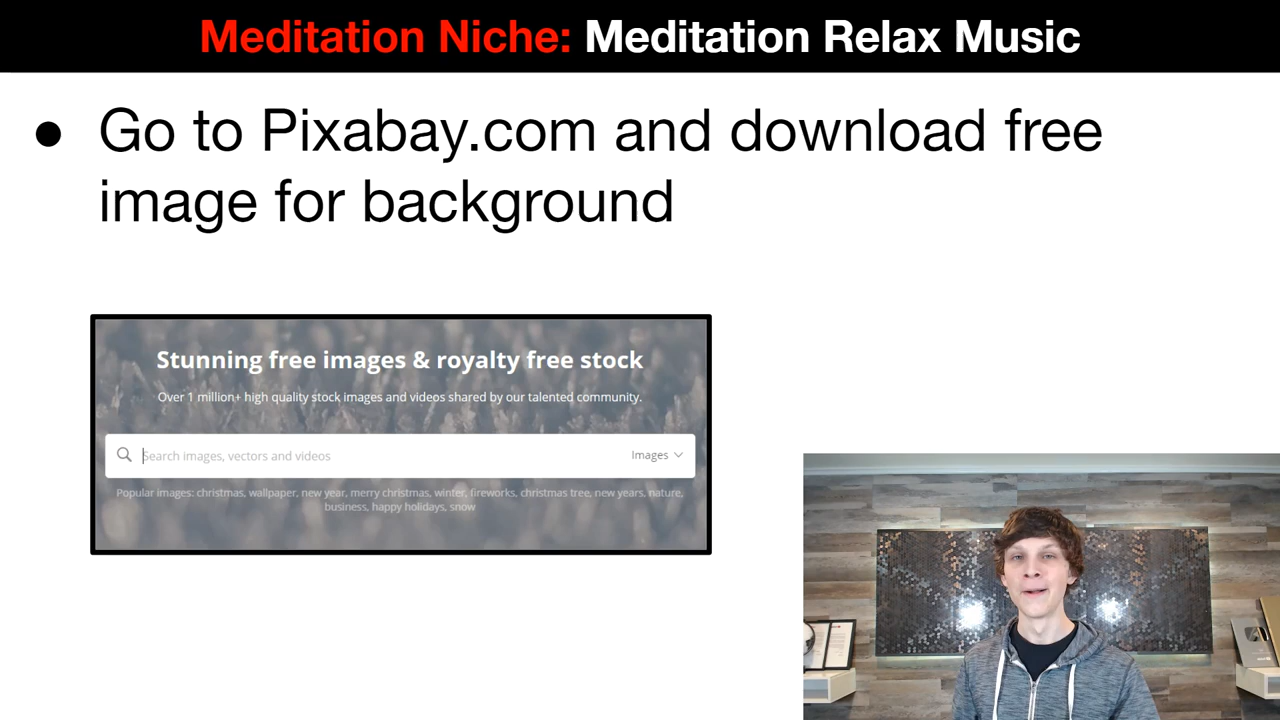 Meditation Niche: Meditation Relax Music
● Go to Pixabay.com and download free
image for background
Stunning free images & royalty free stock
Over 1 million+ high quality stock images and videos shared by our talented community.
Search images, vectors and videos
Images
Popular images: christmas, wallpaper, new year, merry christmas, winter, fireworks, christmas tree, new years, nature,
business, happy holidays, snow